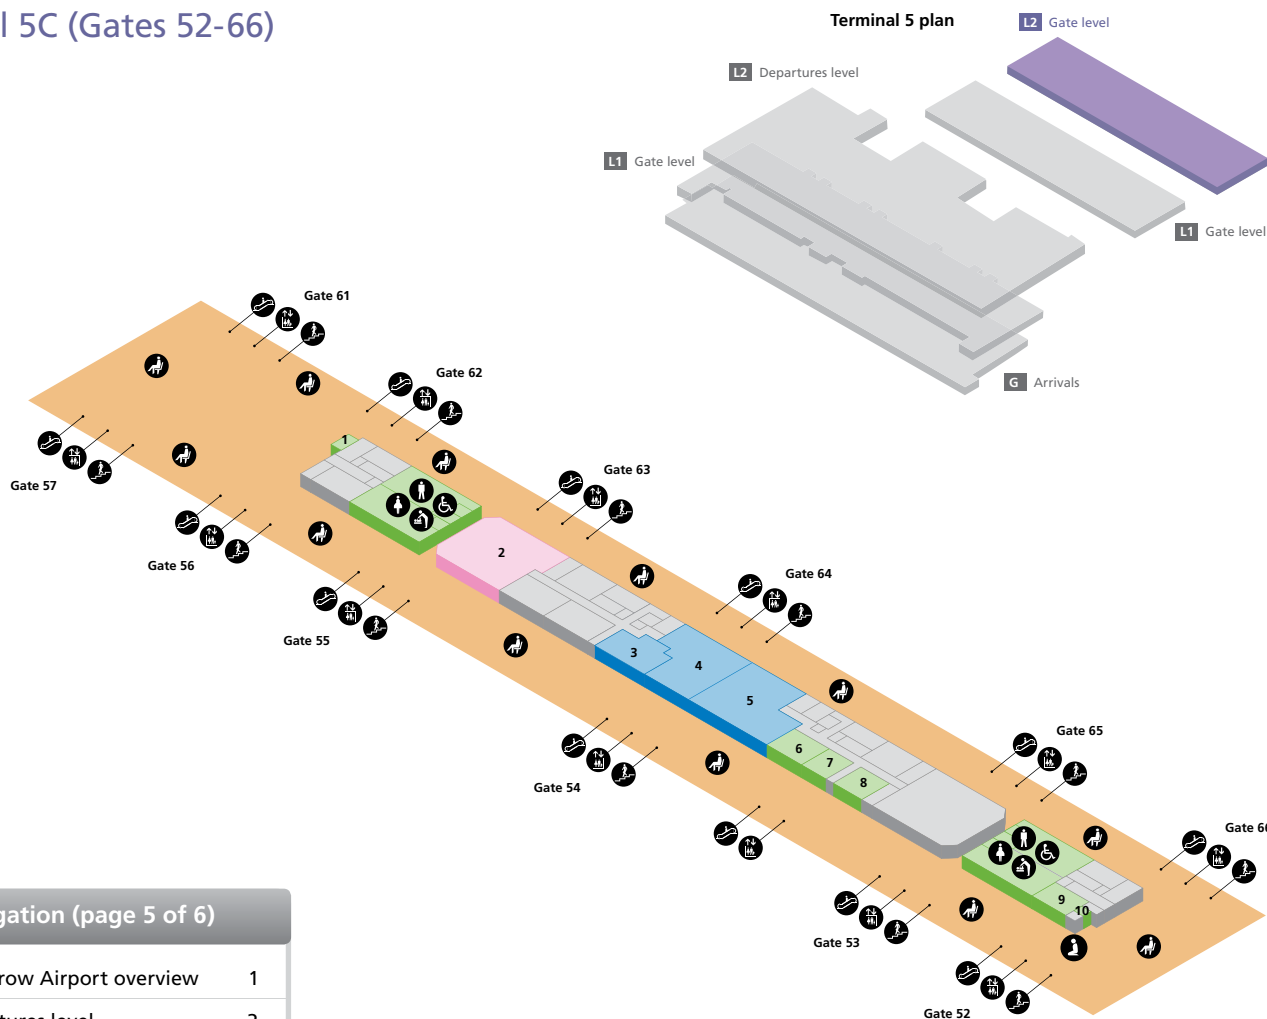 l 5C (Gates 52-66)
Terminal 5 plan
L2 Gate level
L2 Departures level
L1 Gate level
L1 Gate level
G Arrivals
Gate 61
Gate 62
Gate 63
Gate 64
Gate 65
Gate 66
Gate 57
Gate 56
Gate 55
Gate 54
Gate 53
Gate 52
1
2
3
4
5
6
7
8
9
10
gation (page 5 of 6)
row Airport overview 1